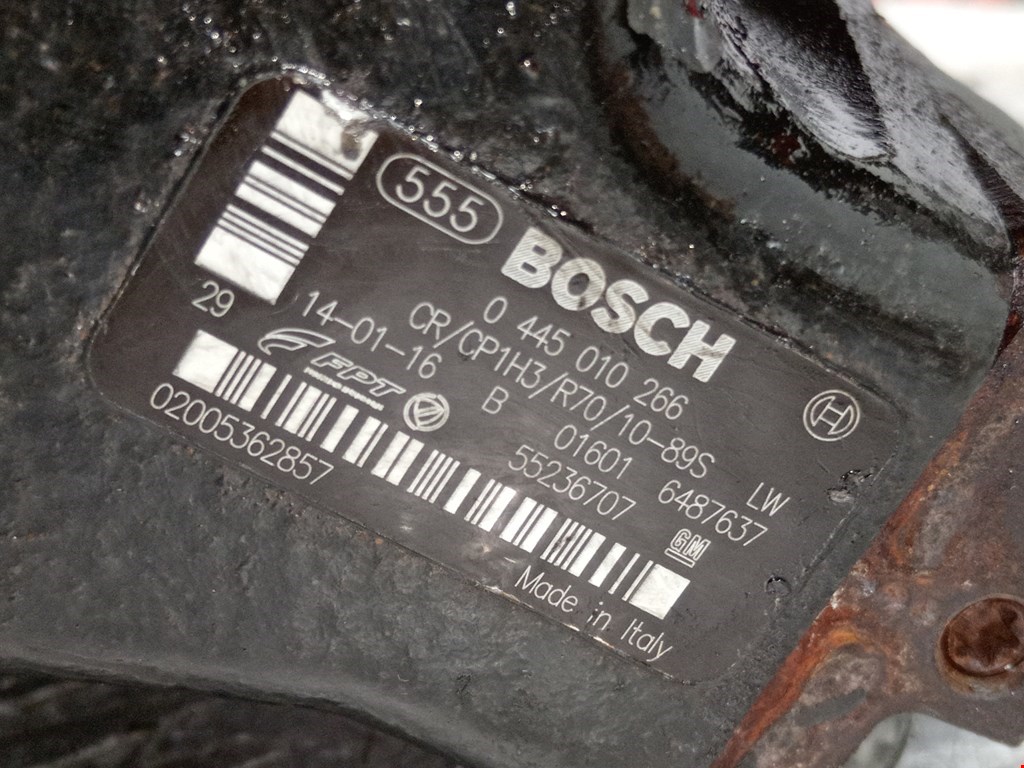 555
BOSCH
0 445 010 266
CR/CP1H3/R70/10-89S LW
29 14-01-16 B 01601 6487637
FPT 55236707 GM
02005362857
Made in Italy